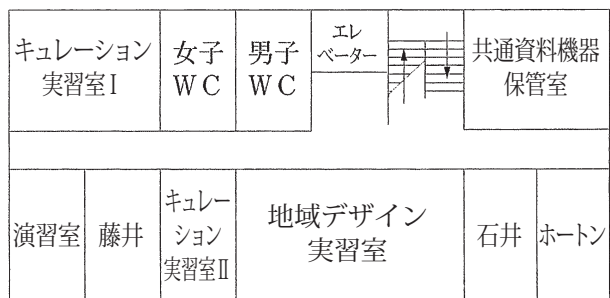 キュレーション
実習室Ⅰ
女子
ＷＣ
男子
ＷＣ
エレ
ベーター
共通資料機器
保管室
演習室
藤井
キュレー
ション
実習室Ⅱ
地域デザイン
実習室
石井
ホートン